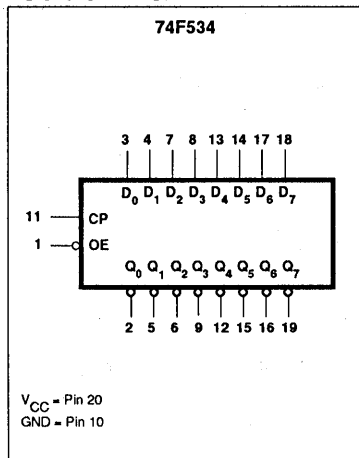 74F534
3 4 7 8 13 14 17 18
D0 D1 D2 D3 D4 D5 D6 D7
11 CP
1 OE
Q0 Q1 Q2 Q3 Q4 Q5 Q6 Q7
2 5 6 9 12 15 16 19
VCC = Pin 20
GND = Pin 10